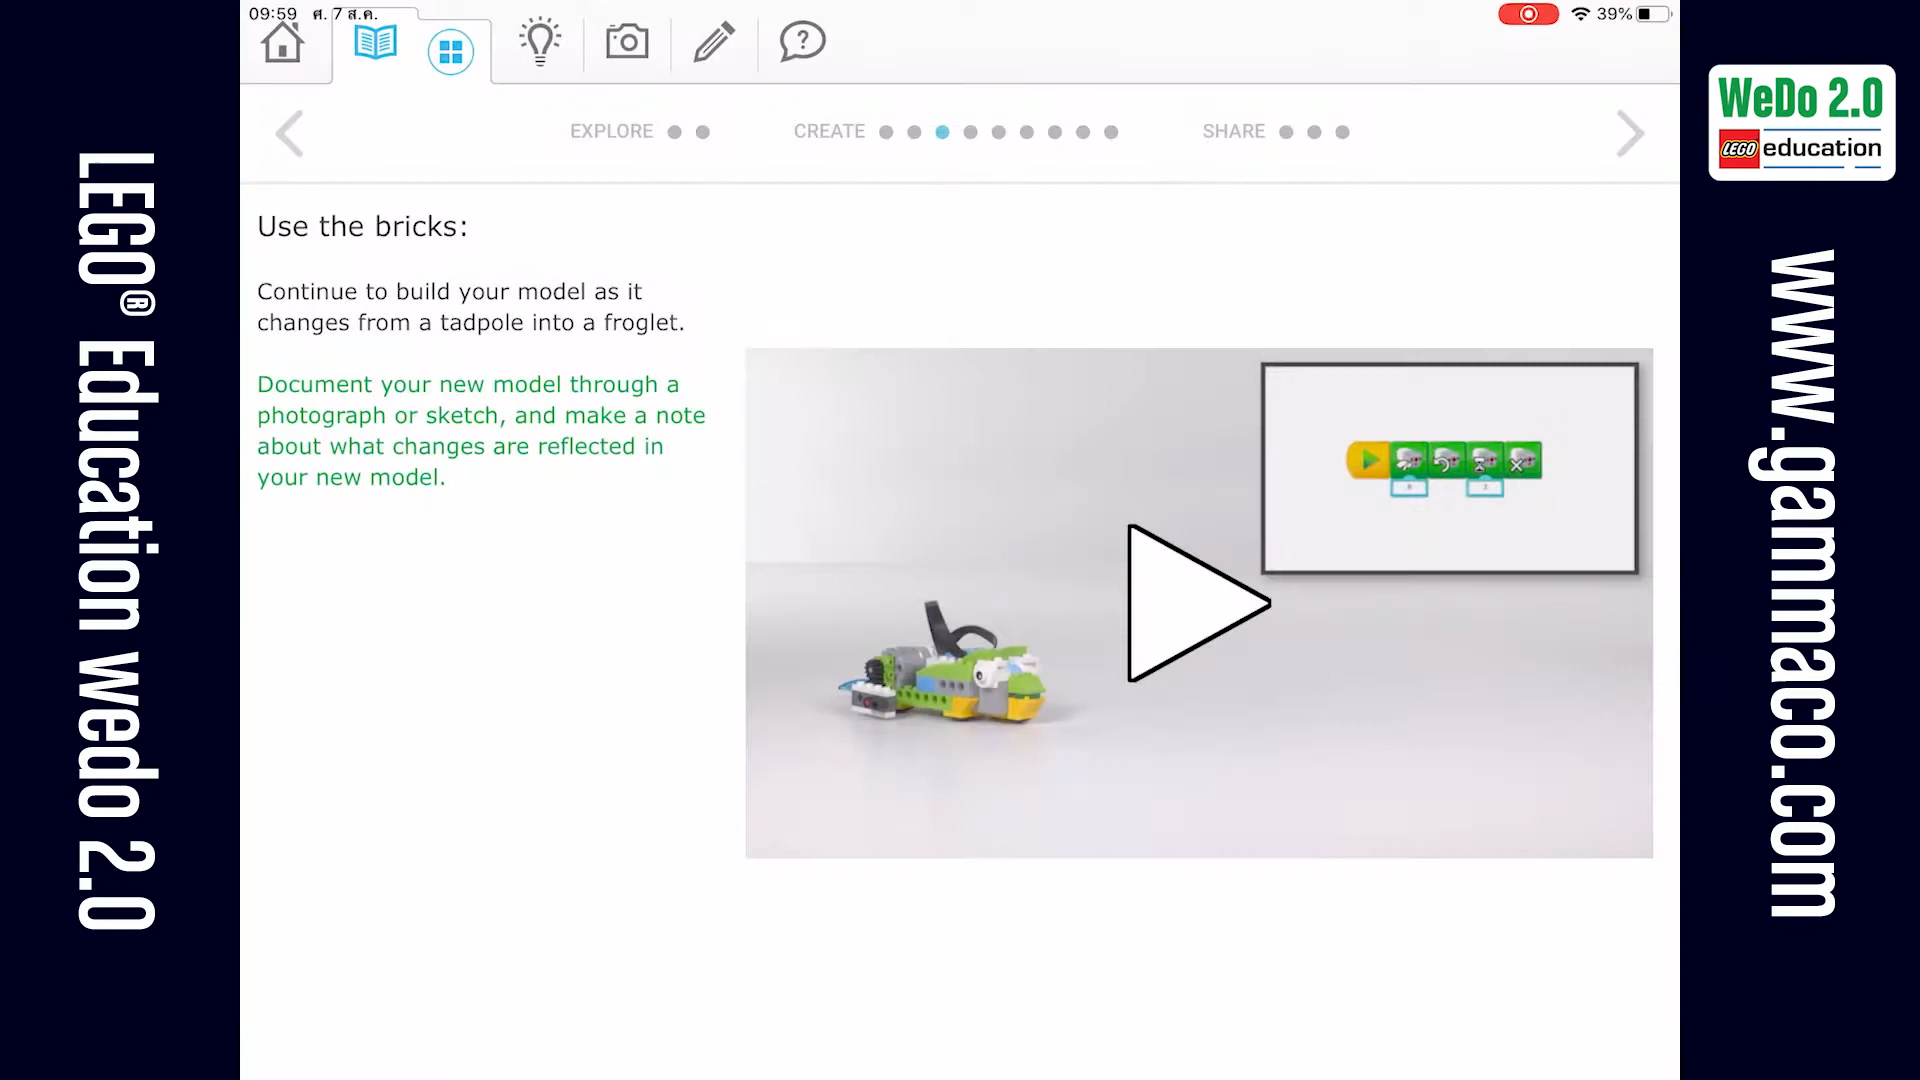 LEGO® Education Wedo 2.0
09:59 ศ. 7 ส.ค.
39%
EXPLORE
CREATE
SHARE
Use the bricks:
Continue to build your model as it
changes from a tadpole into a froglet.
Document your new model through a
photograph or sketch, and make a note
about what changes are reflected in
your new model.
WeDo 2.0
LEGO education
www.gammaco.com